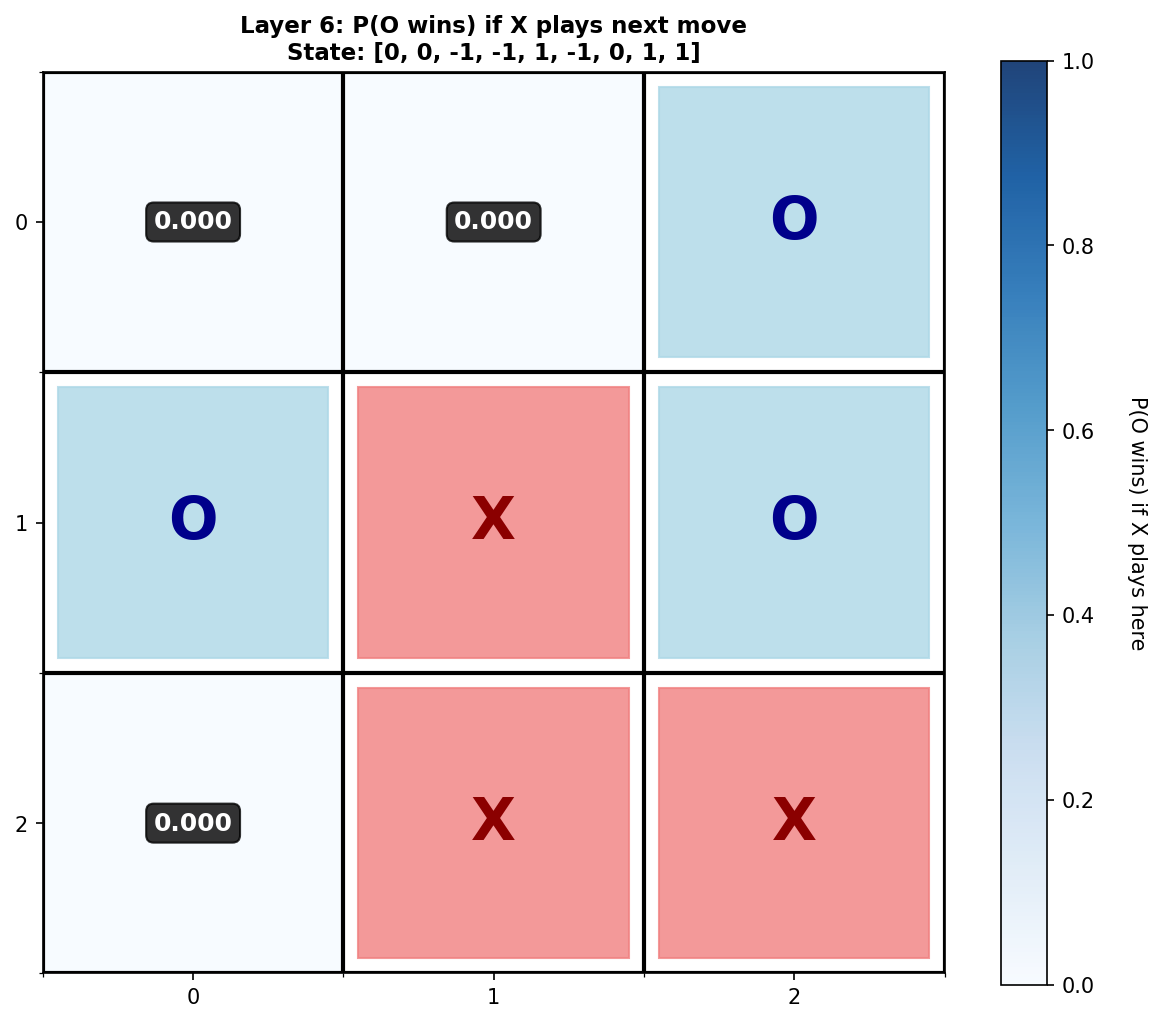 Layer 6: P(O wins) if X plays next move
State: [0, 0, -1, -1, 1, -1, 0, 1, 1]
0
0.000
0.000
O
1
O
X
O
2
0.000
X
X
0
1
2
1.0
0.8
0.6
0.4
0.2
0.0
P(O wins) if X plays here